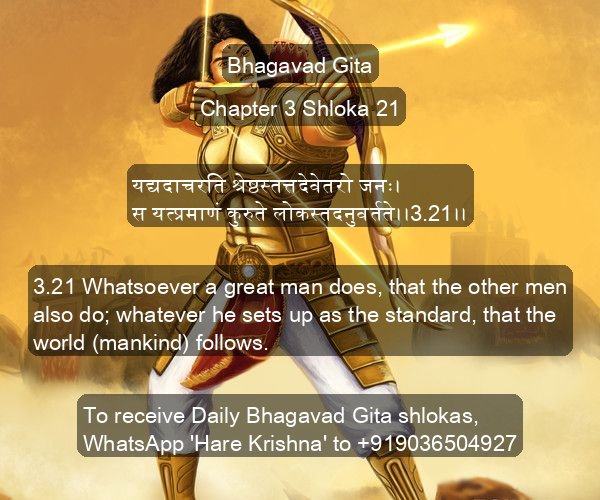 Bhagavad Gita
Chapter 3 Shloka 21
यद्यदाचरति श्रेष्ठस्तत्तदेवेतरो जनः।
स यत्प्रमाणं कुरुते लोकस्तदनुवर्तते।।3.21।।
3.21 Whatsoever a great man does, that the other men
also do; whatever he sets up as the standard, that the
world (mankind) follows.
To receive Daily Bhagavad Gita shlokas,
WhatsApp 'Hare Krishna' to +919036504927